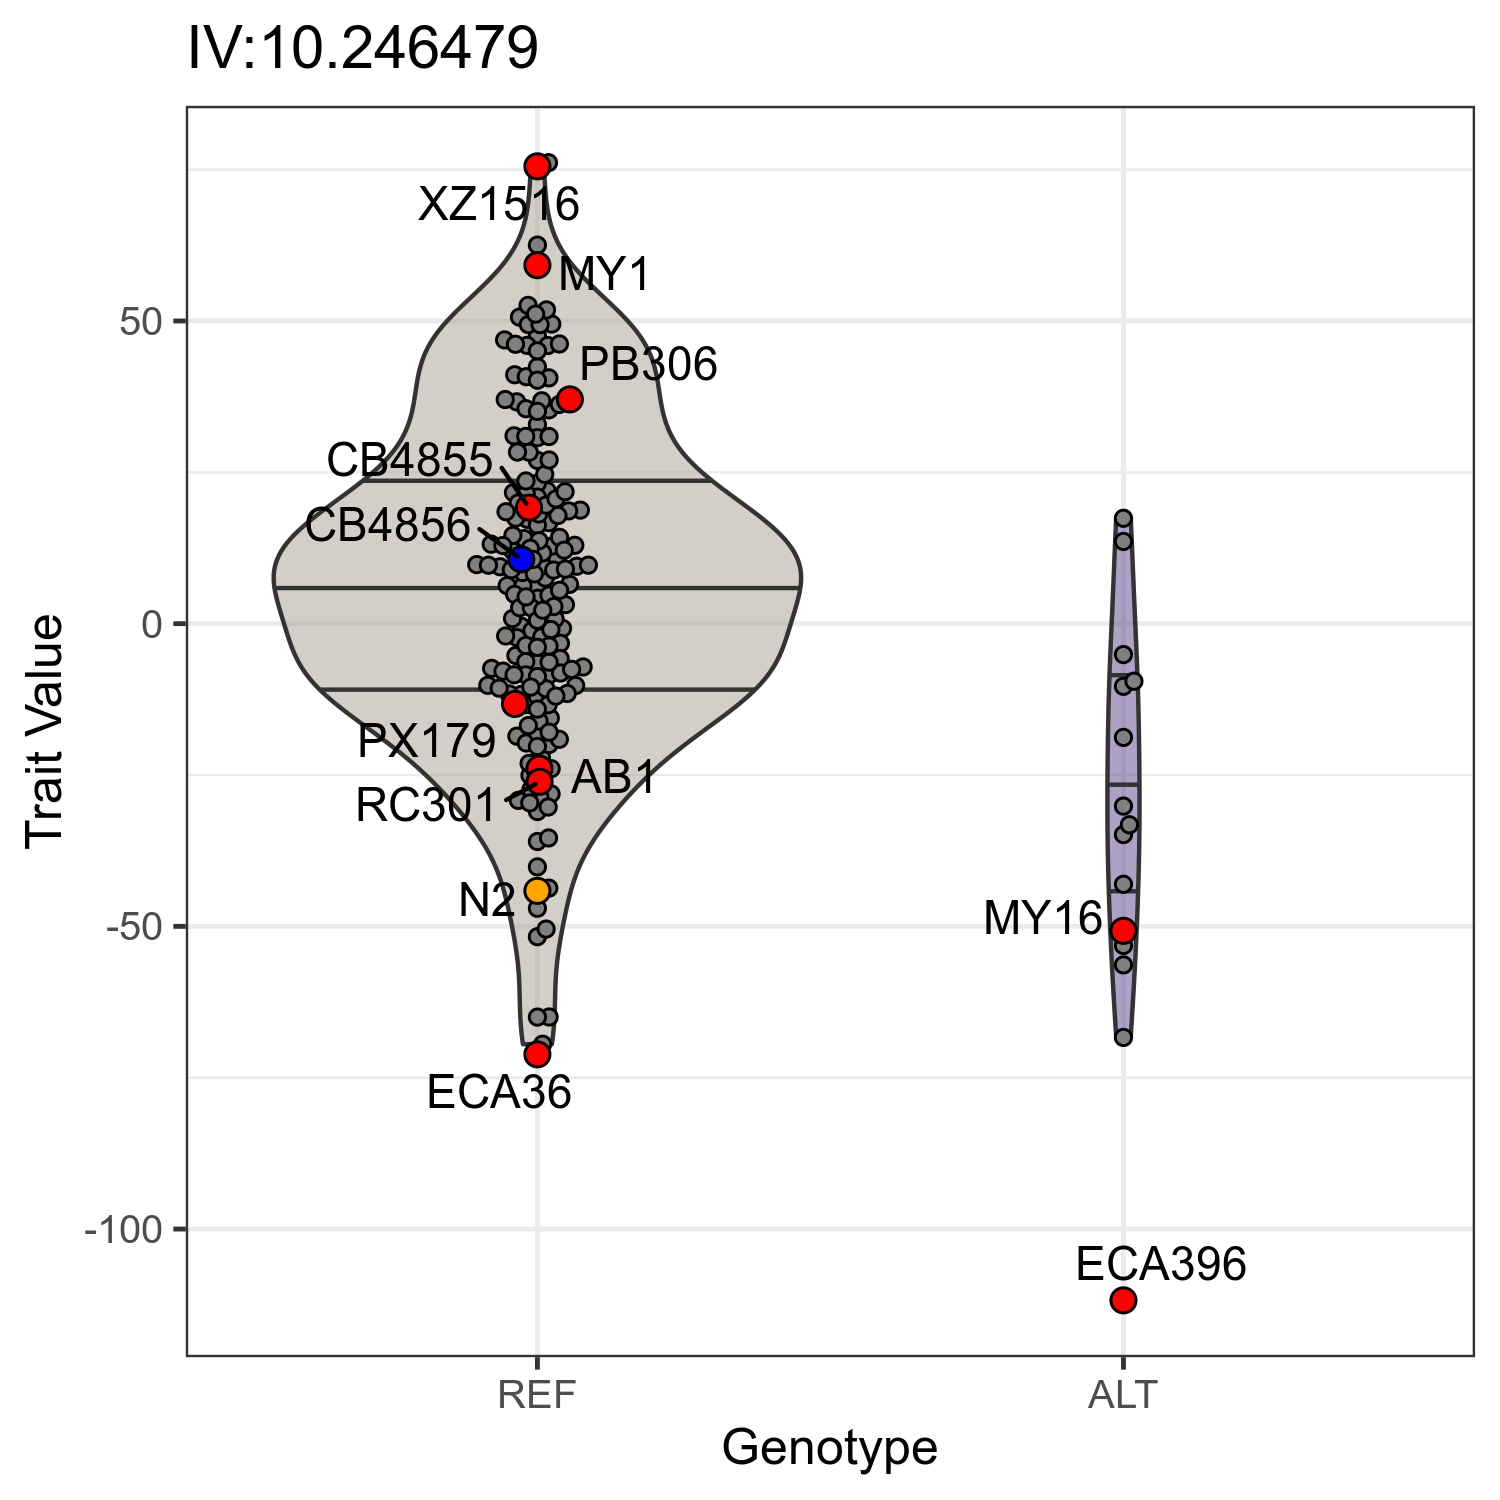 IV:10.246479
XZ1516
MY1
50
PB306
CB4855
CB4856
0
Trait Value
PX179
AB1
RC301
N2
MY16
-50
ECA36
-100
ECA396
REF
ALT
Genotype